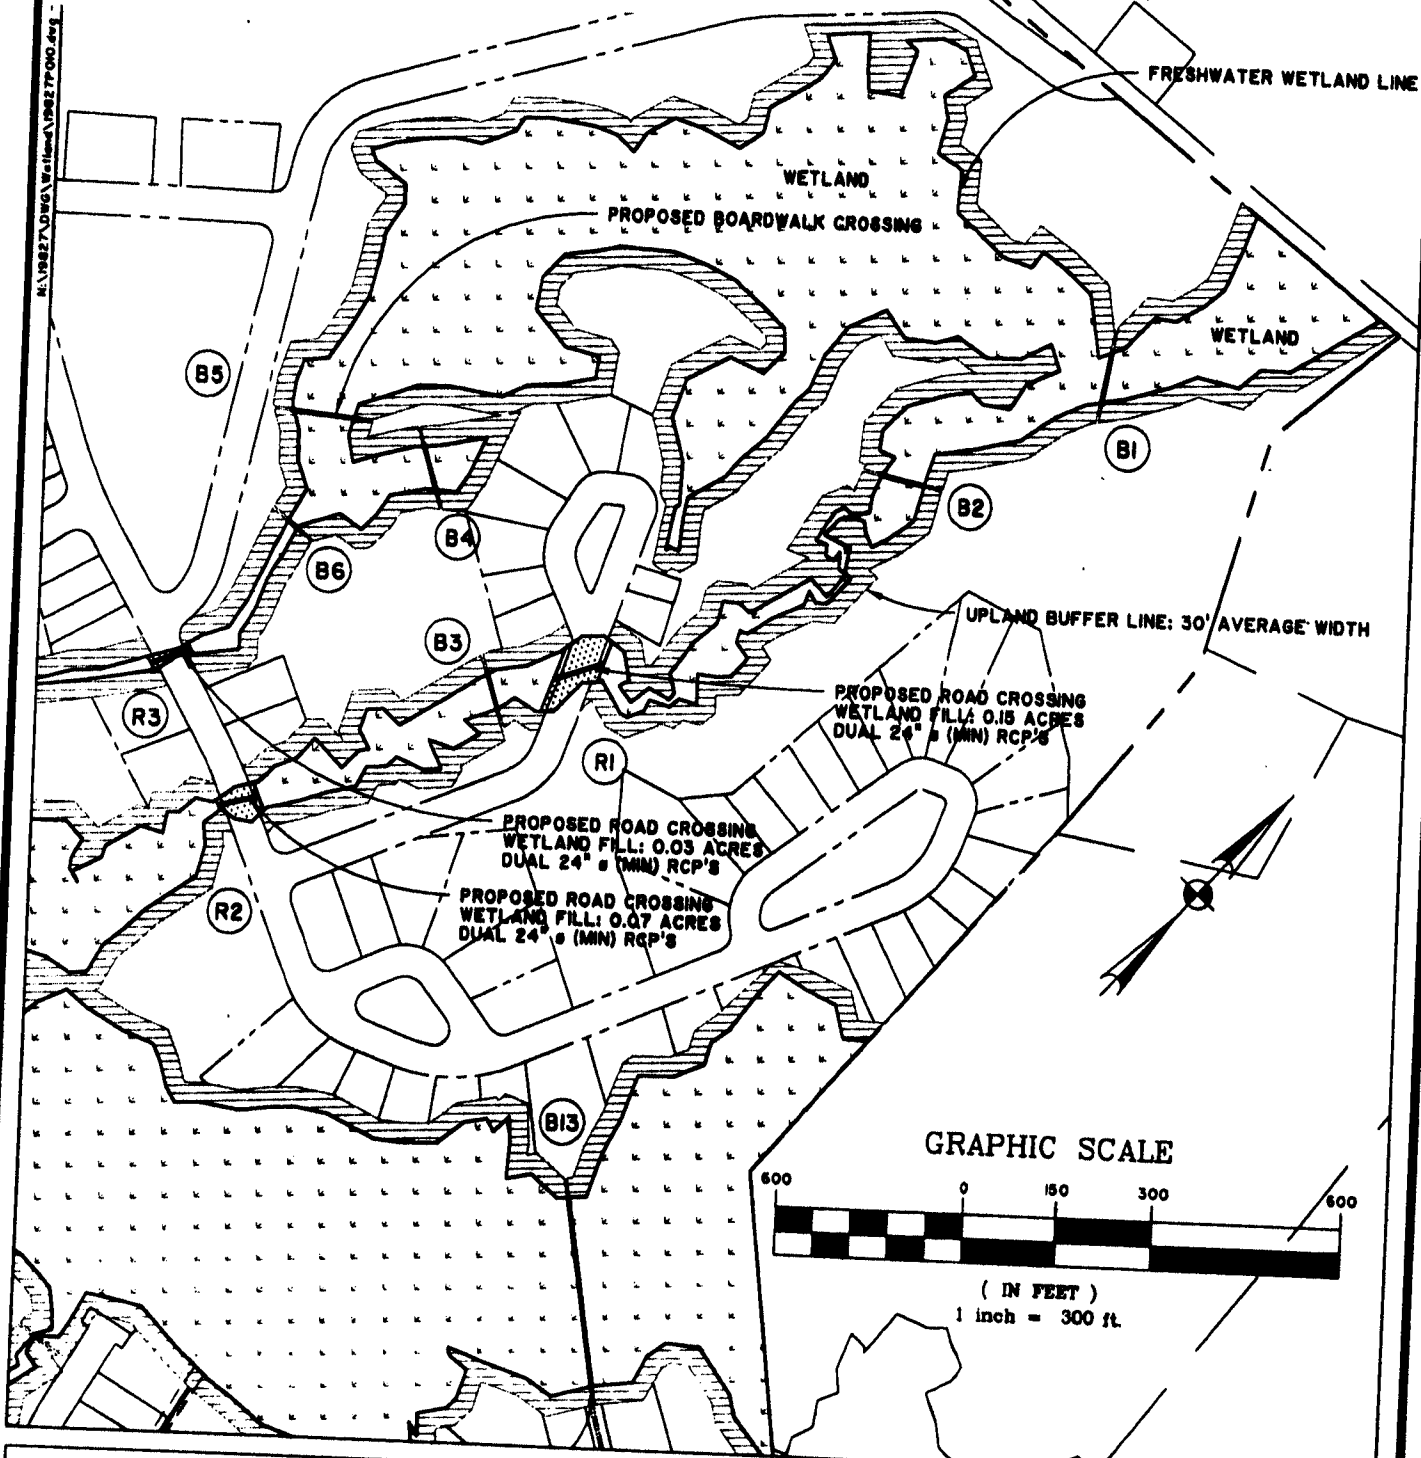 N:\19827\DWG\Wetland\19827P010.dwg
FRESHWATER WETLAND LINE
WETLAND
PROPOSED BOARDWALK CROSSING
WETLAND
B5
B1
B2
B4
B6
UPLAND BUFFER LINE: 30' AVERAGE WIDTH
B3
PROPOSED ROAD CROSSING
WETLAND FILL: 0.15 ACRES
DUAL 24" ø (MIN) RCP'S
R3
R1
PROPOSED ROAD CROSSING
WETLAND FILL: 0.03 ACRES
DUAL 24" ø (MIN) RCP'S
R2
PROPOSED ROAD CROSSING
WETLAND FILL: 0.07 ACRES
DUAL 24" ø (MIN) RCP'S
B13
GRAPHIC SCALE
600 0 150 300 600
( IN FEET )
1 inch = 300 ft.